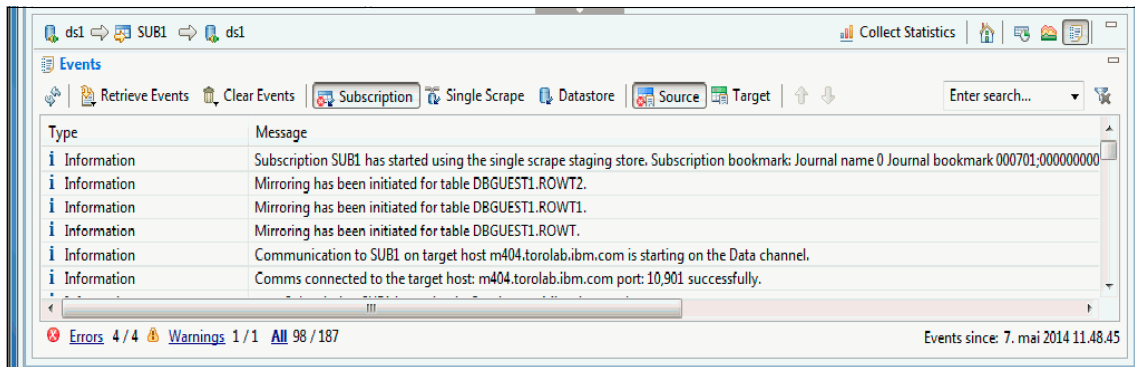 ds1 SUB1 ds1 Collect Statistics
Events
Retrieve Events Clear Events Subscription Single Scrape Datastore Source Target Enter search...
Type Message
Information Subscription SUB1 has started using the single scrape staging store. Subscription bookmark: Journal name 0 Journal bookmark 000701;000000000
Information Mirroring has been initiated for table DBGUEST1.ROWT2.
Information Mirroring has been initiated for table DBGUEST1.ROWT1.
Information Mirroring has been initiated for table DBGUEST1.ROWT.
Information Communication to SUB1 on target host m404.torolab.ibm.com is starting on the Data channel.
Information Comms connected to the target host: m404.torolab.ibm.com port: 10,901 successfully.
Errors 4 / 4 Warnings 1 / 1 All 98 / 187 Events since: 7. mai 2014 11.48.45